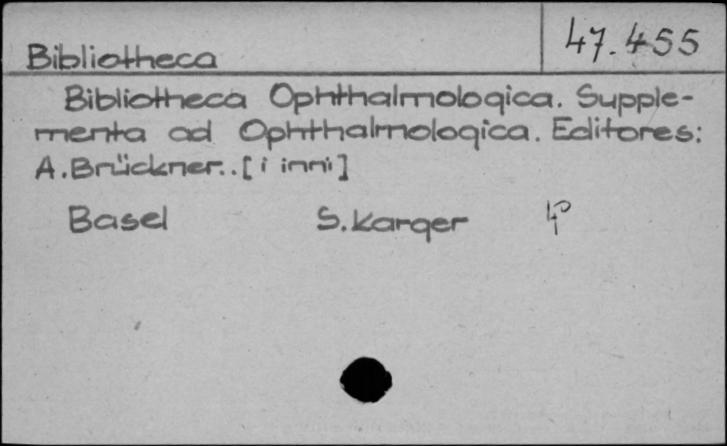 47.455
Bibliotheca
Bibliotheca Ophthalmologica. Supple-
menta ad Ophthalmologica. Editores:
A. Brückner..[i inni]
Basel S. Karger 4°